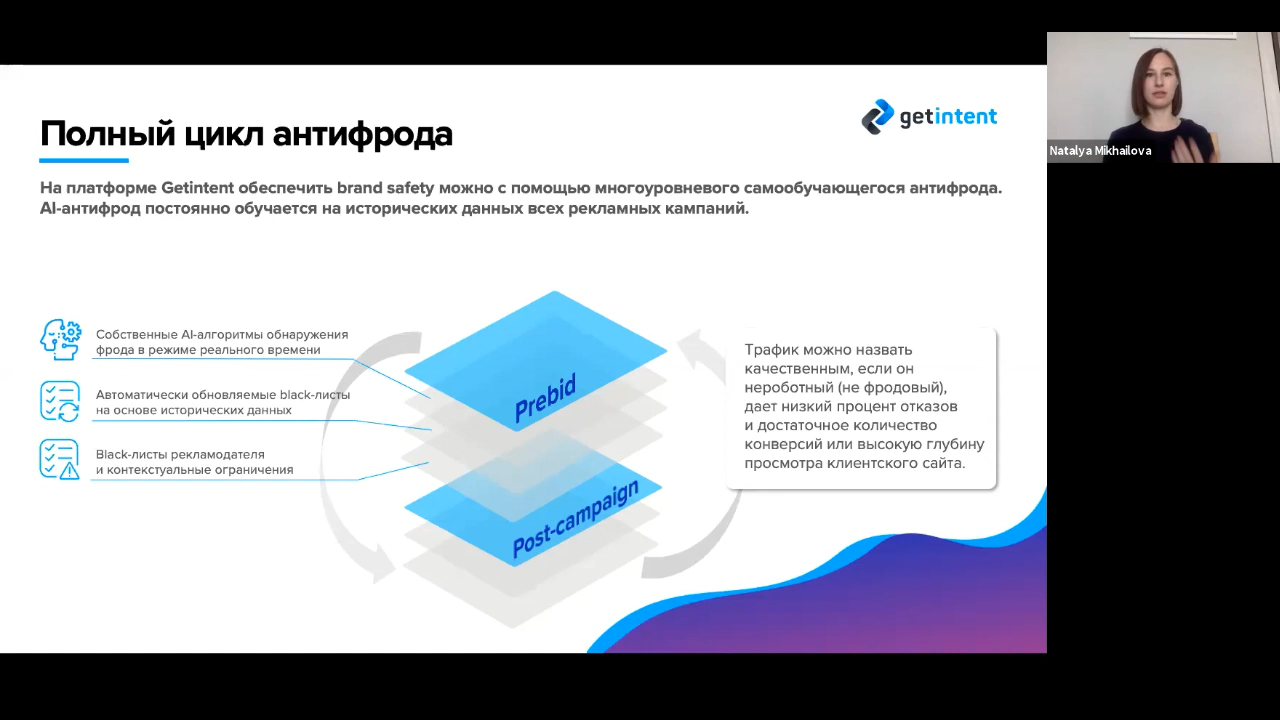 Полный цикл антифрода
getintent
Natalya Mikhailova
На платформе Getintent обеспечить brand safety можно с помощью многоуровневого самообучающегося антифрода.
AI-антифрод постоянно обучается на исторических данных всех рекламных кампаний.
Собственные AI-алгоритмы обнаружения
фрода в режиме реального времени
Автоматически обновляемые black-листы
на основе исторических данных
Black-листы рекламодателя
и контекстуальные ограничения
Prebid
Post-campaign
Трафик можно назвать
качественным, если он
нероботный (не фродовый),
дает низкий процент отказов
и достаточное количество
конверсий или высокую глубину
просмотра клиентского сайта.